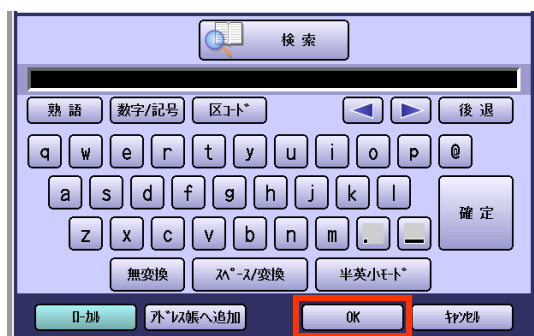 検索
熟語 数字/記号 区ｺｰﾄﾞ 後退
q w e r t y u i o p @
a s d f g h j k l
確定
z x c v b n m . _
無変換 ｽﾍﾟｰｽ/変換 半英小ﾓｰﾄﾞ
ﾛｰｶﾙ ｱﾄﾞﾚｽ帳へ追加 OK ｷｬﾝｾﾙ